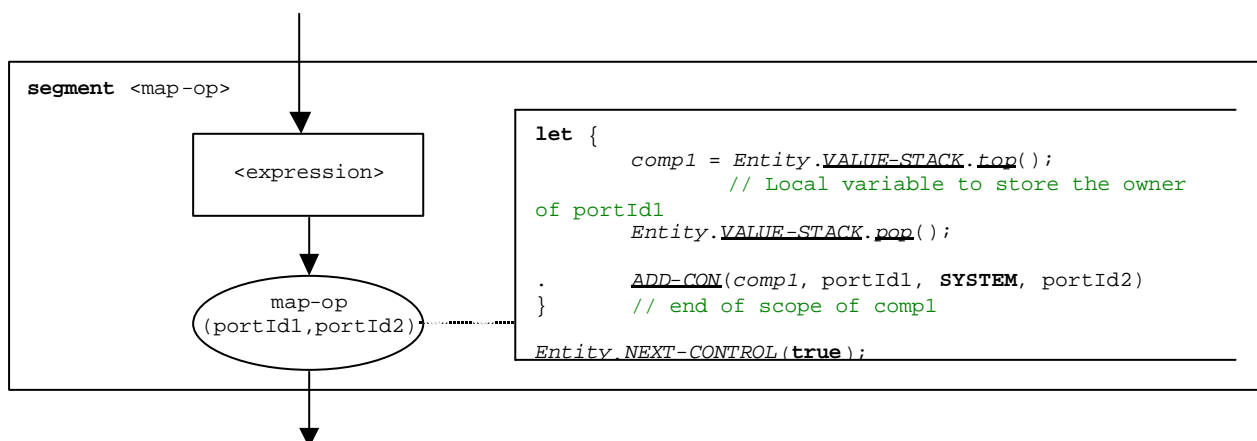 segment <map-op>
<expression>
map-op
(portId1,portId2)
let {
comp1 = Entity.VALUE-STACK.top();
// Local variable to store the owner
of portId1
Entity.VALUE-STACK.pop();
. ADD-CON(comp1, portId1, SYSTEM, portId2)
} // end of scope of comp1
Entity.NEXT-CONTROL(true);